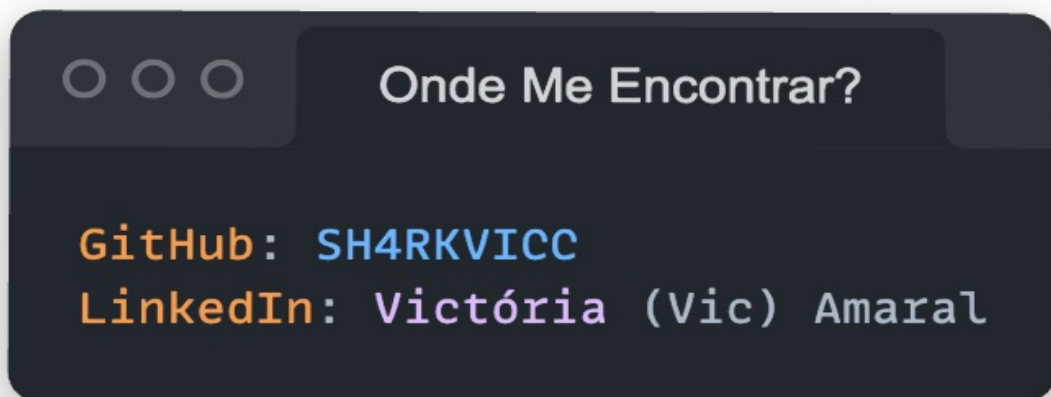 Onde Me Encontrar?
GitHub: SH4RKVICC
LinkedIn: Victória (Vic) Amaral